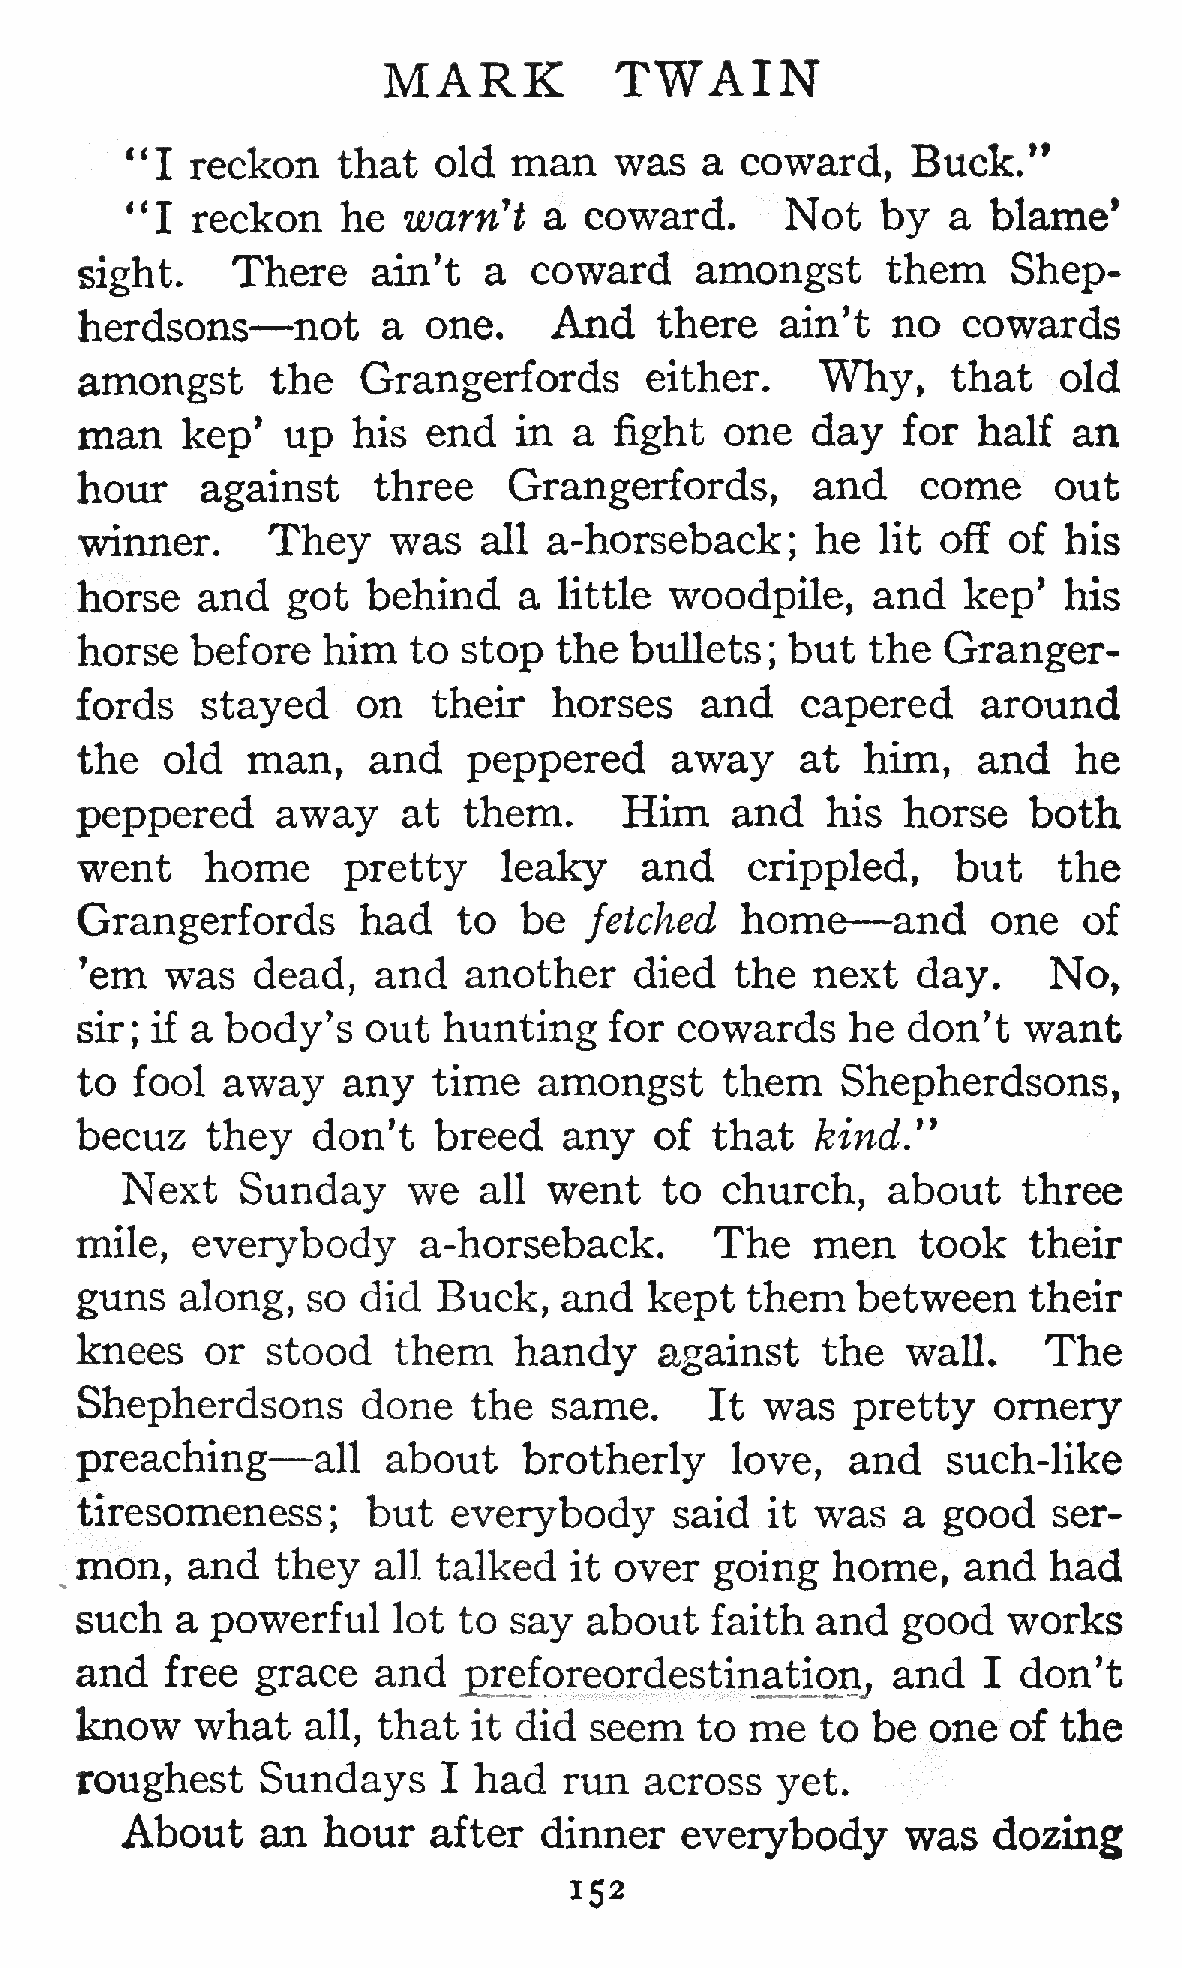 MARK TWAIN
"I reckon that old man was a coward, Buck."
"I reckon he warn't a coward. Not by a blame'
sight. There ain't a coward amongst them Shep-
herdsons—not a one. And there ain't no cowards
amongst the Grangerfords either. Why, that old
man kep' up his end in a fight one day for half an
hour against three Grangerfords, and come out
winner. They was all a-horseback; he lit off of his
horse and got behind a little woodpile, and kep' his
horse before him to stop the bullets; but the Granger-
fords stayed on their horses and capered around
the old man, and peppered away at him, and he
peppered away at them. Him and his horse both
went home pretty leaky and crippled, but the
Grangerfords had to be fetched home—and one of
'em was dead, and another died the next day. No,
sir; if a body's out hunting for cowards he don't want
to fool away any time amongst them Shepherdsons,
becuz they don't breed any of that kind."
Next Sunday we all went to church, about three
mile, everybody a-horseback. The men took their
guns along, so did Buck, and kept them between their
knees or stood them handy against the wall. The
Shepherdsons done the same. It was pretty ornery
preaching—all about brotherly love, and such-like
tiresomeness; but everybody said it was a good ser-
mon, and they all talked it over going home, and had
such a powerful lot to say about faith and good works
and free grace and preforeordestination, and I don't
know what all, that it did seem to me to be one of the
roughest Sundays I had run across yet.
About an hour after dinner everybody was dozing
152